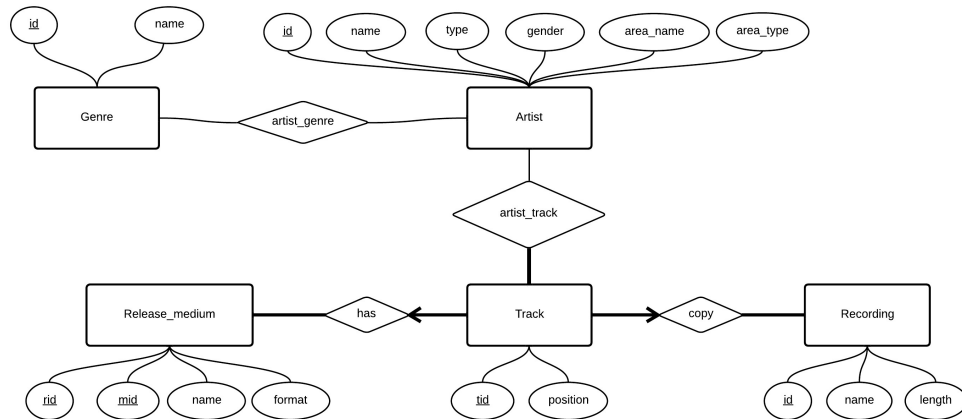 id
name
id
name
type
gender
area_name
area_type
Genre
artist_genre
Artist
artist_track
Release_medium
has
Track
copy
Recording
rid
mid
name
format
tid
position
id
name
length